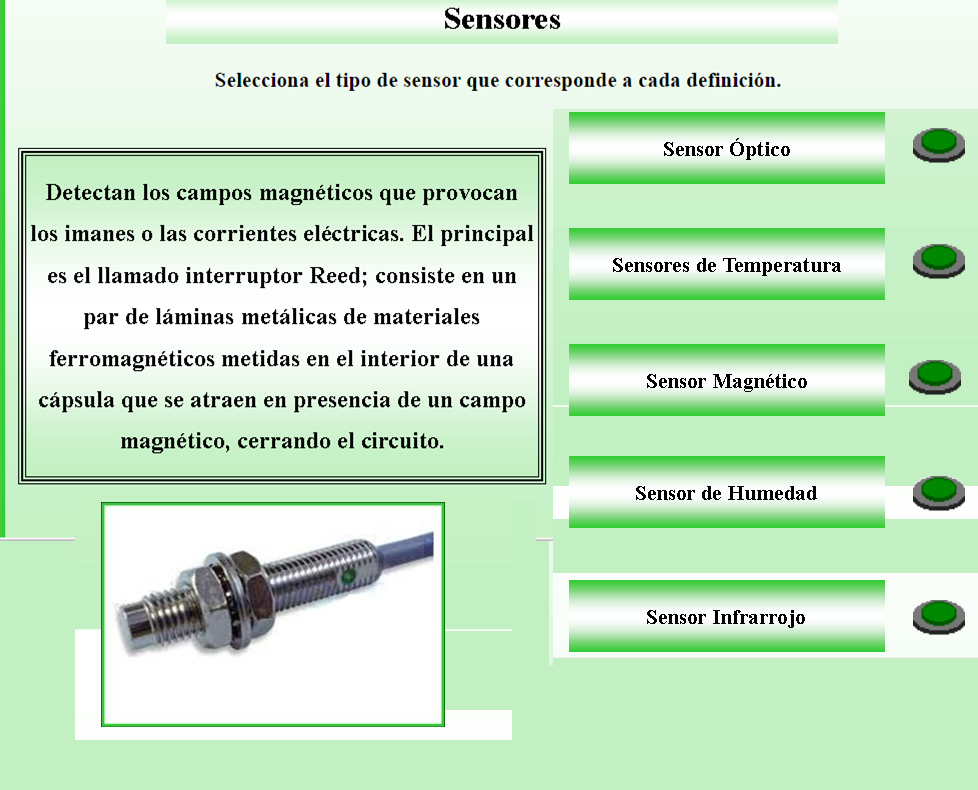 Sensores
Selecciona el tipo de sensor que corresponde a cada definición.
Detectan los campos magnéticos que provocan
los imanes o las corrientes eléctricas. El principal
es el llamado interruptor Reed; consiste en un
par de láminas metálicas de materiales
ferromagnéticos metidas en el interior de una
cápsula que se atraen en presencia de un campo
magnético, cerrando el circuito.
Sensor Óptico
Sensores de Temperatura
Sensor Magnético
Sensor de Humedad
Sensor Infrarrojo